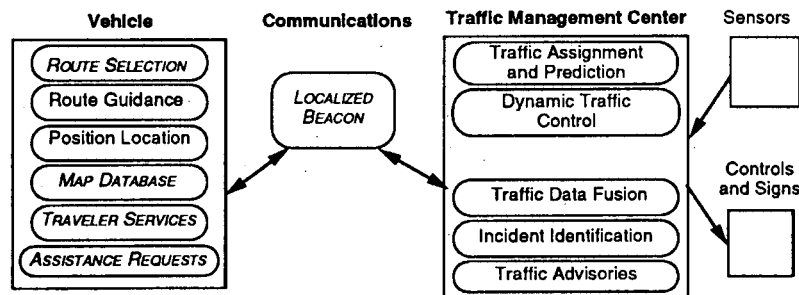 Vehicle
Communications
Traffic Management Center
Sensors
ROUTE SELECTION
Route Guidance
Position Location
MAP DATABASE
TRAVELER SERVICES
ASSISTANCE REQUESTS
LOCALIZED
BEACON
Traffic Assignment
and Prediction
Dynamic Traffic
Control
Traffic Data Fusion
Incident Identification
Traffic Advisories
Controls
and Signs